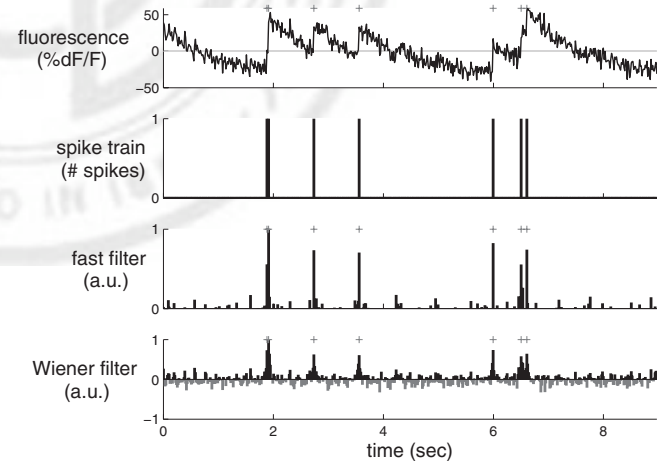 50
fluorescence
0
(%dF/F)
−50
1
spike train
(# spikes)
0
1
fast filter
(a.u.)
0
1
Wiener filter
0
(a.u.)
−1
0 2 4 6 8
time (sec)